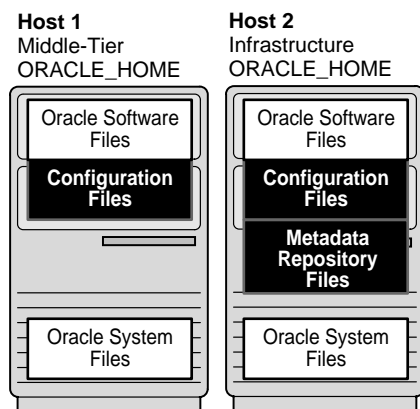 Host 1
Middle-Tier
ORACLE_HOME
Oracle Software
Files
Configuration
Files
Oracle System
Files
Host 2
Infrastructure
ORACLE_HOME
Oracle Software
Files
Configuration
Files
Metadata
Repository
Files
Oracle System
Files